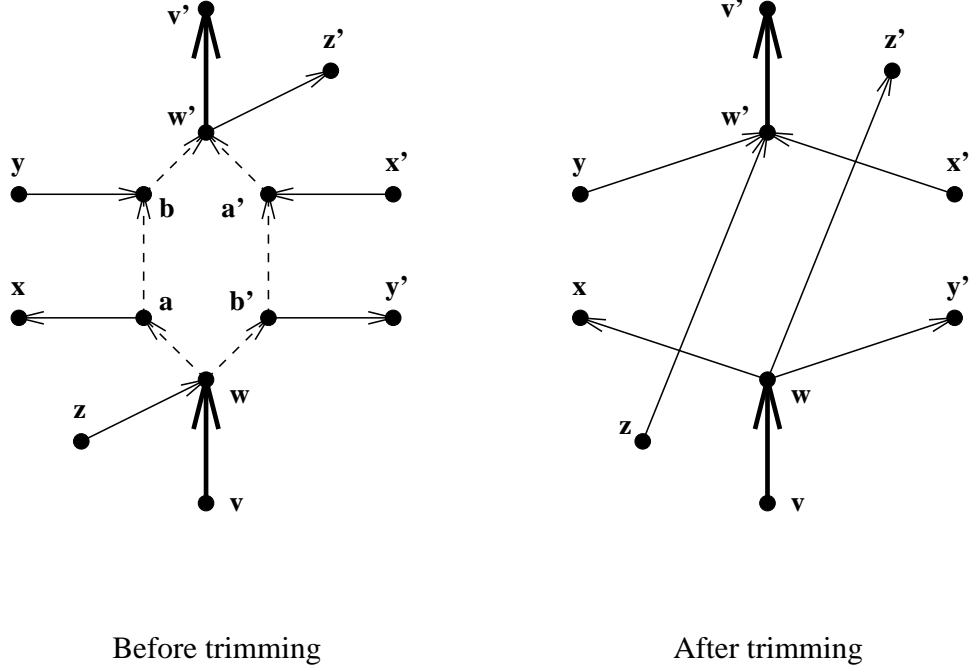 v’
z’
w’
y
x’
b
a’
x
a
b’
y’
z
w
v
Before trimming
v’
z’
w’
y
x’
x
y’
w
z
v
After trimming